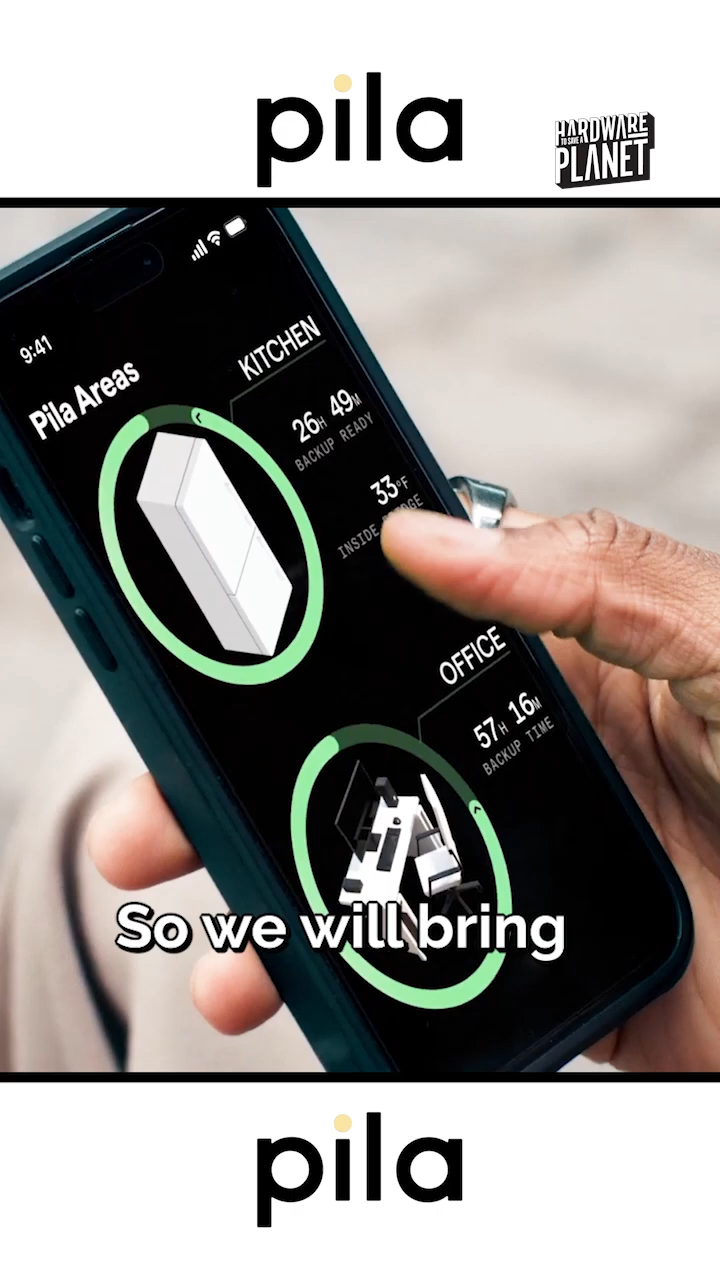 pila
HARDWARE
TO SAVE A
PLANET
9:41
Pila Areas
KITCHEN
26H 49M
BACKUP READY
33°F
INSIDE
OFFICE
57H 16M
BACKUP TIME
So we will bring
pila